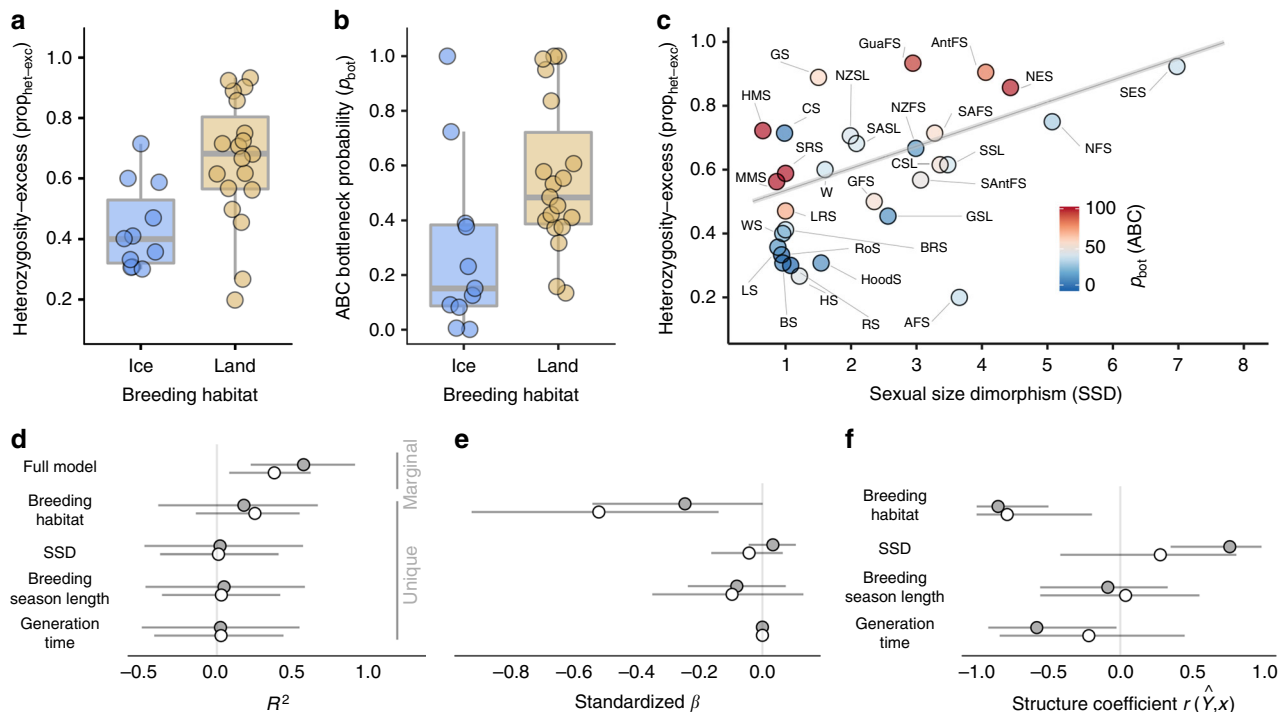 a
Heterozygosity–excess (prop_het–exc)
1.0
0.8
0.6
0.4
0.2
Ice
Land
Breeding habitat
b
ABC bottleneck probability (p_bot)
1.0
0.8
0.6
0.4
0.2
0.0
Ice
Land
Breeding habitat
c
Heterozygosity–excess (prop_het–exc)
1.0
0.8
0.6
0.4
0.2
GS
GuaFS
AntFS
NZSL
NES
SES
HMS
CS
NZFS
SAFS
SASL
NFS
SRS
CSL
SSL
MMS
W
GFS
SAntFS
WS
LRS
GSL
RoS
BRS
HoodS
LS
HS
AFS
BS
RS
100
50
0
p_bot (ABC)
1
2
3
4
5
6
7
8
Sexual size dimorphism (SSD)
d
Full model
Breeding
habitat
SSD
Breeding
season length
Generation
time
Marginal
Unique
−0.5
0.0
0.5
1.0
R²
e
−0.8
−0.6
−0.4
−0.2
0.0
Standardized β
f
Breeding
habitat
SSD
Breeding
season length
Generation
time
−1.0
−0.5
0.0
0.5
1.0
Structure coefficient r (Ŷ,x)